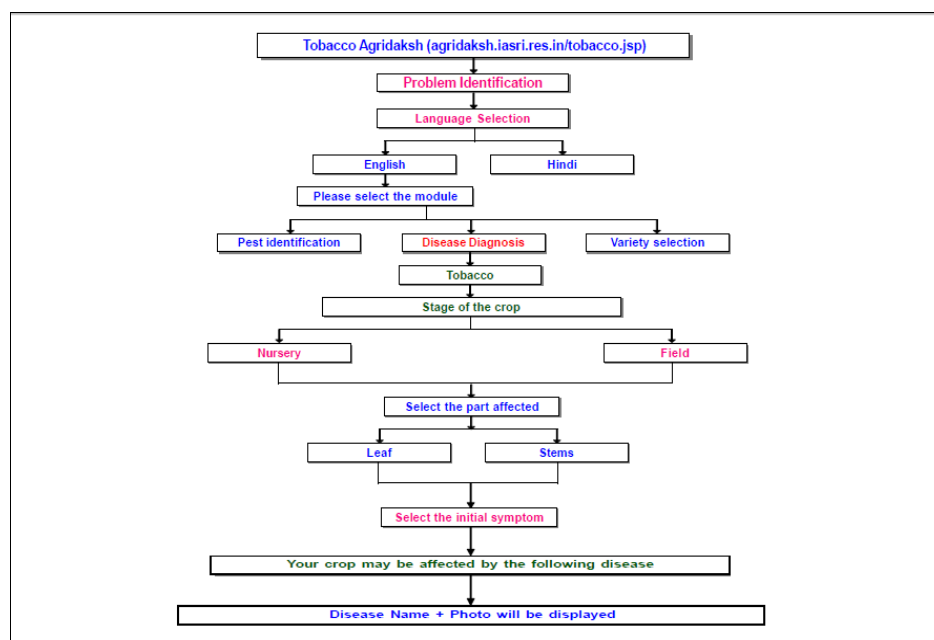 Tobacco Agridaksh (agridaksh.iasri.res.in/tobacco.jsp)
Problem Identification
Language Selection
English
Hindi
Please select the module
Pest identification
Disease Diagnosis
Variety selection
Tobacco
Stage of the crop
Nursery
Field
Select the part affected
Leaf
Stems
Select the initial symptom
Your crop may be affected by the following disease
Disease Name + Photo will be displayed